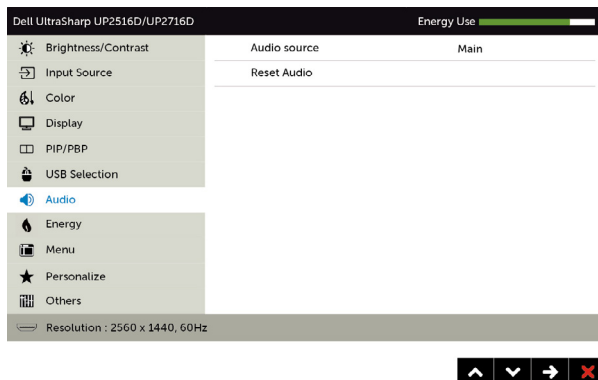 Dell UltraSharp UP2516D/UP2716D Energy Use
Brightness/Contrast Audio source Main
Input Source Reset Audio
Color
Display
PIP/PBP
USB Selection
Audio
Energy
Menu
Personalize
Others
Resolution : 2560 x 1440, 60Hz